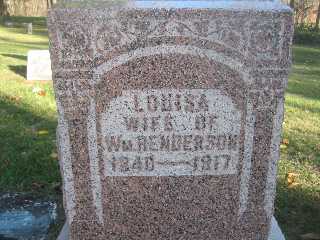 LOUISA
WIFE OF
WM. HENDERSON
1840—1917